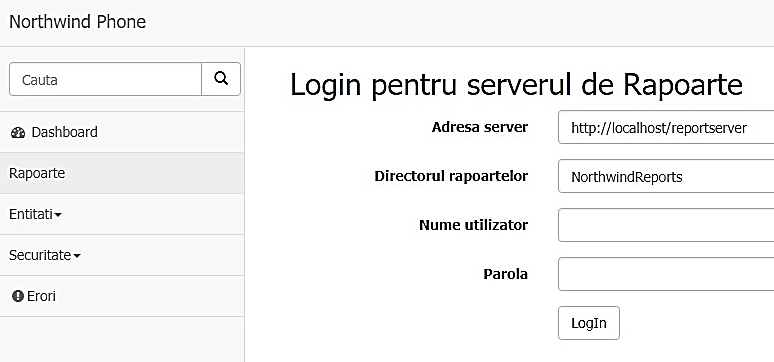 Northwind Phone
Cauta
Dashboard
Rapoarte
Entitati
Securitate
Erori
Login pentru serverul de Rapoarte
Adresa server http://localhost/reportserver
Directorul rapoartelor NorthwindReports
Nume utilizator
Parola
LogIn